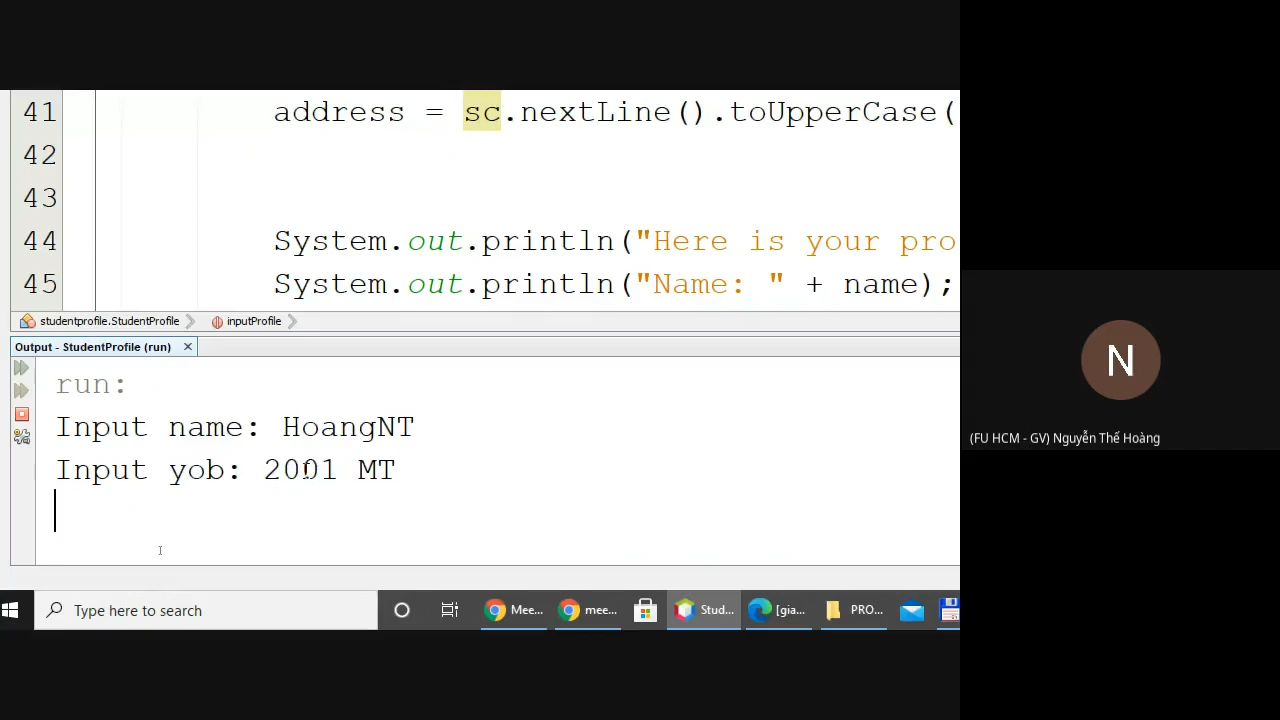 41 address = sc.nextLine().toUpperCase(
42
43
44 System.out.println("Here is your pro
45 System.out.println("Name: " + name);
studentprofile.StudentProfile inputProfile
Output - StudentProfile (run)
run:
Input name: HoangNT
Input yob: 2001 MT
N
(FU HCM - GV) Nguyễn Thế Hoàng
Type here to search Mee... mee... Stud... [gia... PRO...